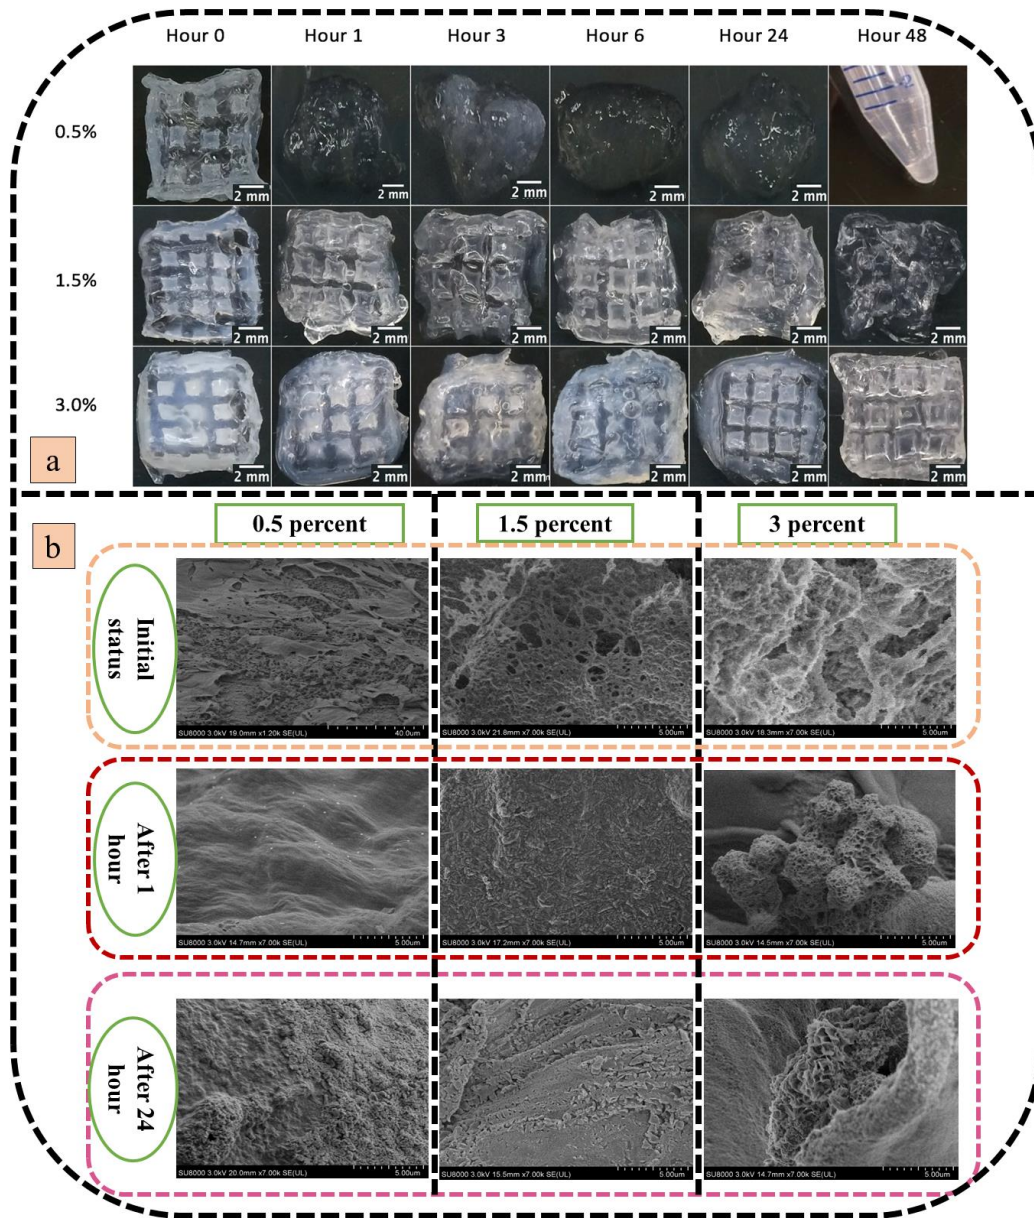 Hour 0 Hour 1 Hour 3 Hour 6 Hour 24 Hour 48
0.5%
2 mm 2 mm 2 mm 2 mm 2 mm
1.5%
2 mm 2 mm 2 mm 2 mm 2 mm 2 mm
3.0%
2 mm 2 mm 2 mm 2 mm 2 mm 2 mm
a
b
0.5 percent 1.5 percent 3 percent
Initial
status
SU8000 3.0kV 19.0mm x1.20k SE(UL) 40.0um
SU8000 3.0kV 21.8mm x7.00k SE(UL) 5.00um
SU8000 3.0kV 18.3mm x7.00k SE(UL) 5.00um
After 1
hour
SU8000 3.0kV 14.7mm x7.00k SE(UL) 5.00um
SU8000 3.0kV 17.2mm x7.00k SE(UL) 5.00um
SU8000 3.0kV 14.5mm x7.00k SE(UL) 5.00um
After 24
hour
SU8000 3.0kV 20.0mm x7.00k SE(UL) 5.00um
SU8000 3.0kV 15.5mm x7.00k SE(UL) 5.00um
SU8000 3.0kV 14.7mm x7.00k SE(UL) 5.00um